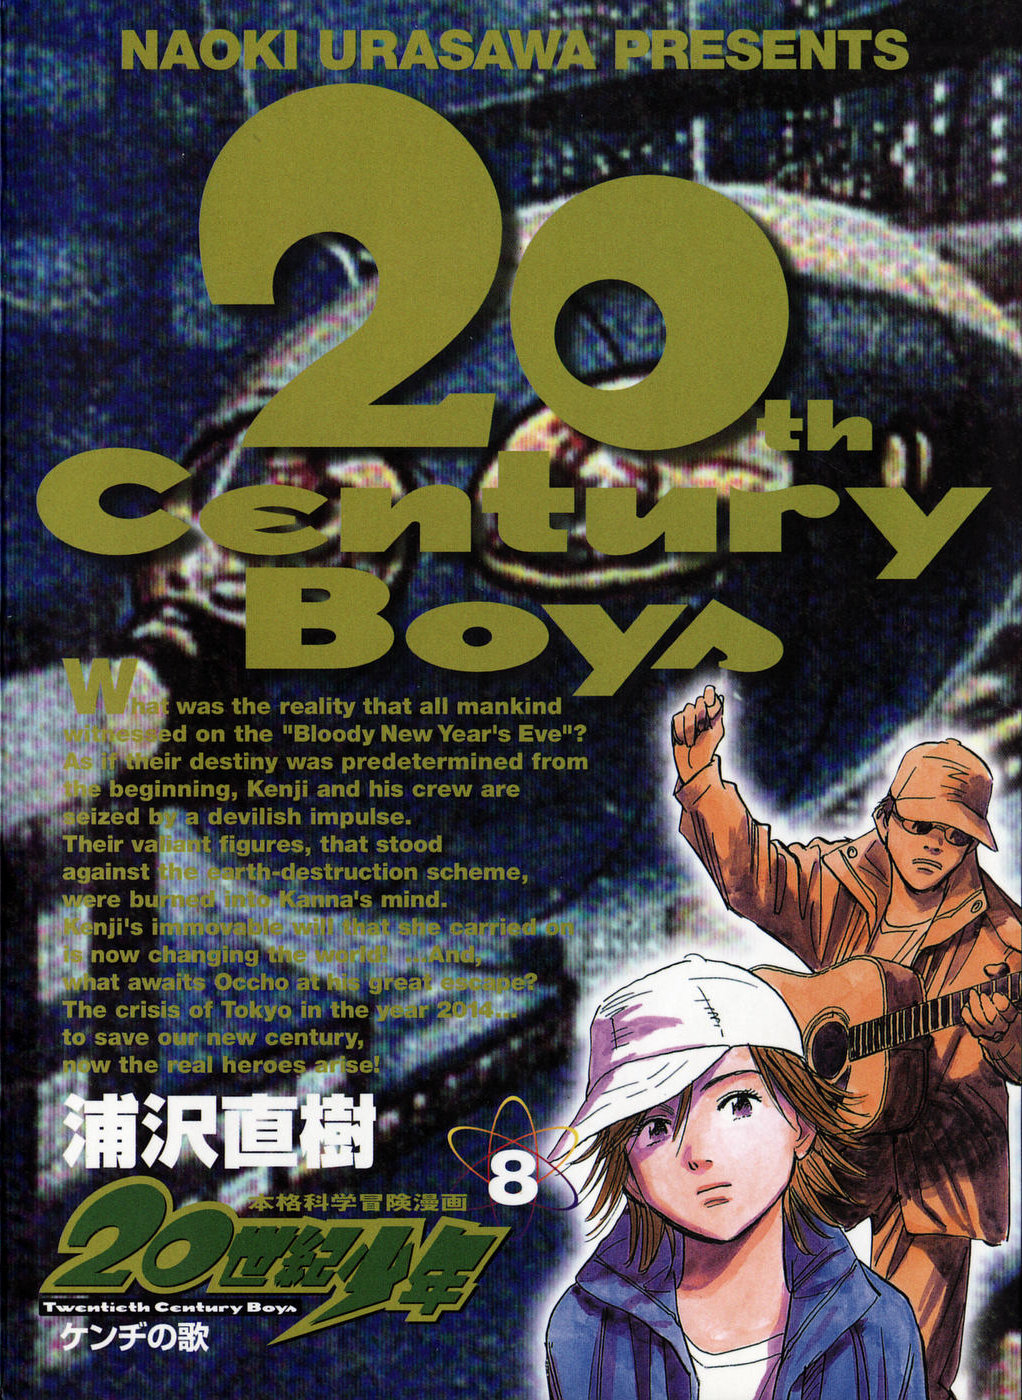 NAOKI URASAWA PRESENTS
20th
Century
Boys
What was the reality that all mankind
witnessed on the "Bloody New Year's Eve"?
As if their destiny was predetermined from
the beginning, Kenji and his crew are
seized by a devilish impulse.
Their valiant figures, that stood
against the earth-destruction scheme,
were burned into Kanna's mind.
Kenji's immovable will that she carried on
is now changing the world! ...And,
what awaits Occho at his great escape?
The crisis of Tokyo in the year 2014...
to save our new century,
now the real heroes arise!
浦沢直樹
8
本格科学冒険漫画
20世紀少年
Twentieth Century Boys
ケンヂの歌